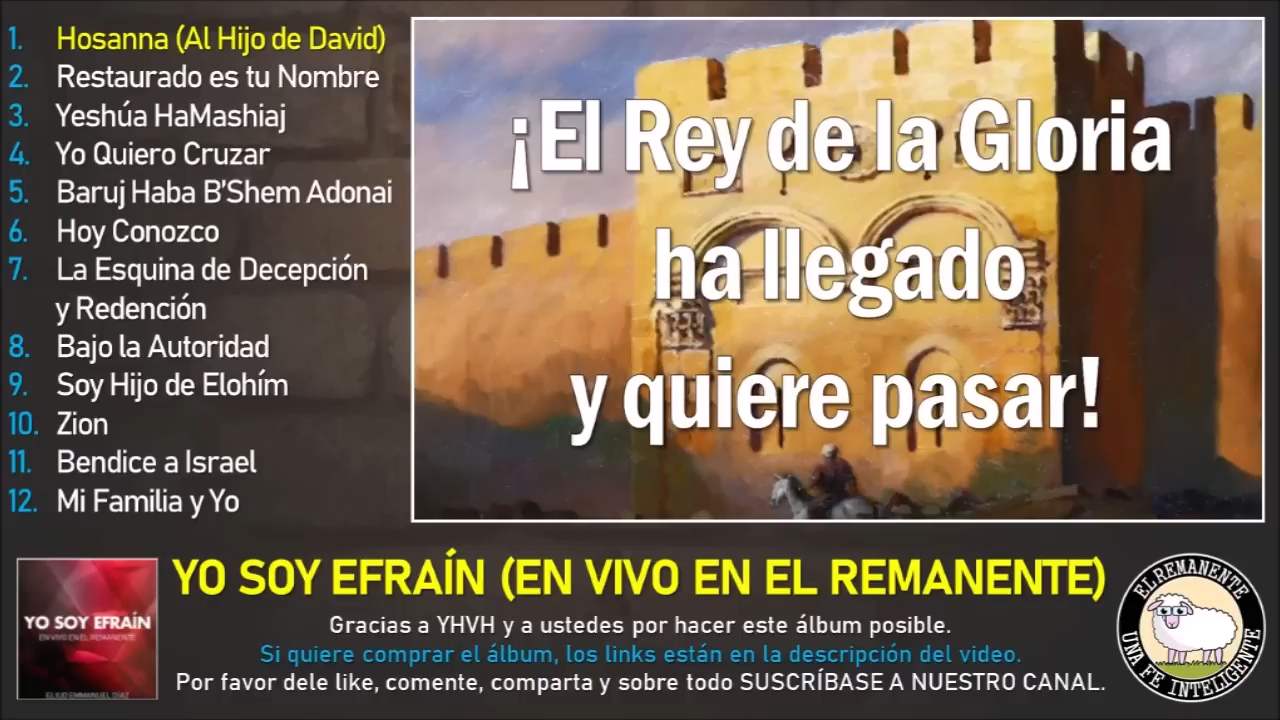 1. Hosanna (Al Hijo de David)
2. Restaurado es tu Nombre
3. Yeshúa HaMashiaj
4. Yo Quiero Cruzar
5. Baruj Haba B'Shem Adonai
6. Hoy Conozco
7. La Esquina de Decepción
y Redención
8. Bajo la Autoridad
9. Soy Hijo de Elohím
10. Zion
11. Bendice a Israel
12. Mi Familia y Yo
¡El Rey de la Gloria
ha llegado
y quiere pasar!
YO SOY EFRAÍN
EN VIVO EN EL REMANENTE
ELIUD EMMANUEL DÍAZ
YO SOY EFRAÍN (EN VIVO EN EL REMANENTE)
Gracias a YHVH y a ustedes por hacer este álbum posible.
Si quiere comprar el álbum, los links están en la descripción del video.
Por favor dele like, comente, comparta y sobre todo SUSCRÍBASE A NUESTRO CANAL.
EL REMANENTE
UNA FE INTELIGENTE